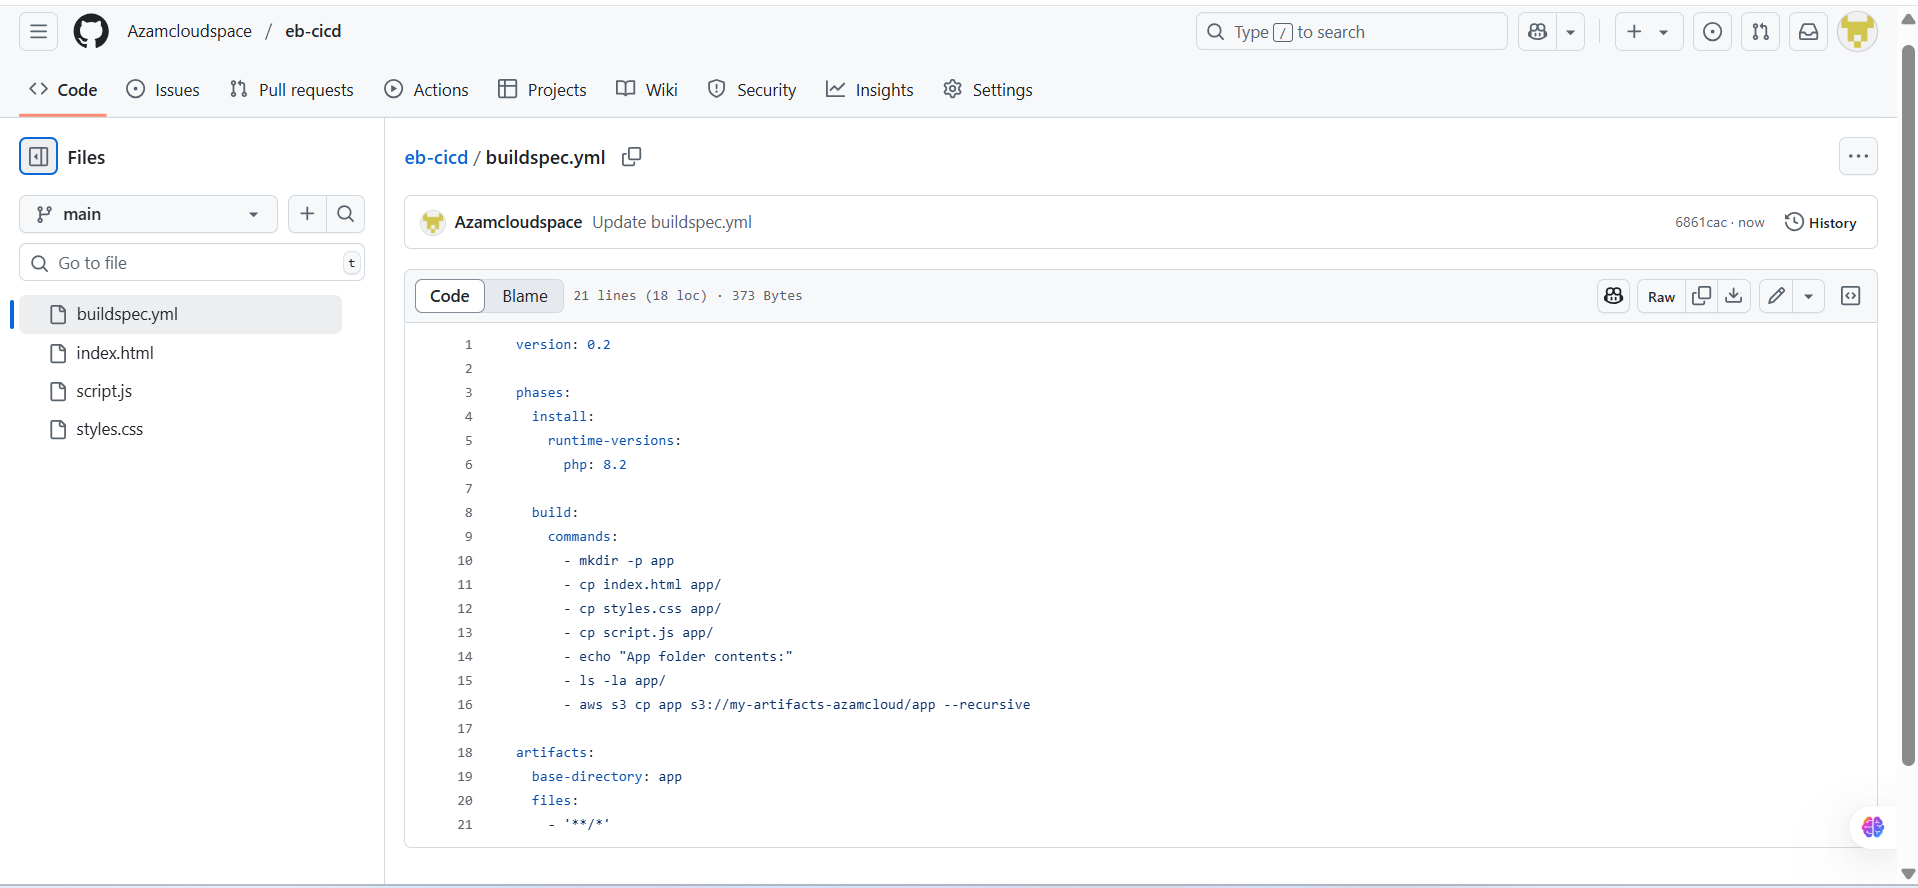 Azamcloudspace / eb-cicd
Type / to search
Code
Issues
Pull requests
Actions
Projects
Wiki
Security
Insights
Settings
Files
main
Go to file
t
buildspec.yml
index.html
script.js
styles.css
eb-cicd / buildspec.yml
Azamcloudspace Update buildspec.yml
6861cac · now
History
Code
Blame
21 lines (18 loc) · 373 Bytes
Raw
1 version: 0.2
2
3 phases:
4   install:
5     runtime-versions:
6       php: 8.2
7
8   build:
9     commands:
10       - mkdir -p app
11       - cp index.html app/
12       - cp styles.css app/
13       - cp script.js app/
14       - echo "App folder contents:"
15       - ls -la app/
16       - aws s3 cp app s3://my-artifacts-azamcloud/app --recursive
17
18 artifacts:
19   base-directory: app
20   files:
21     - '**/*'